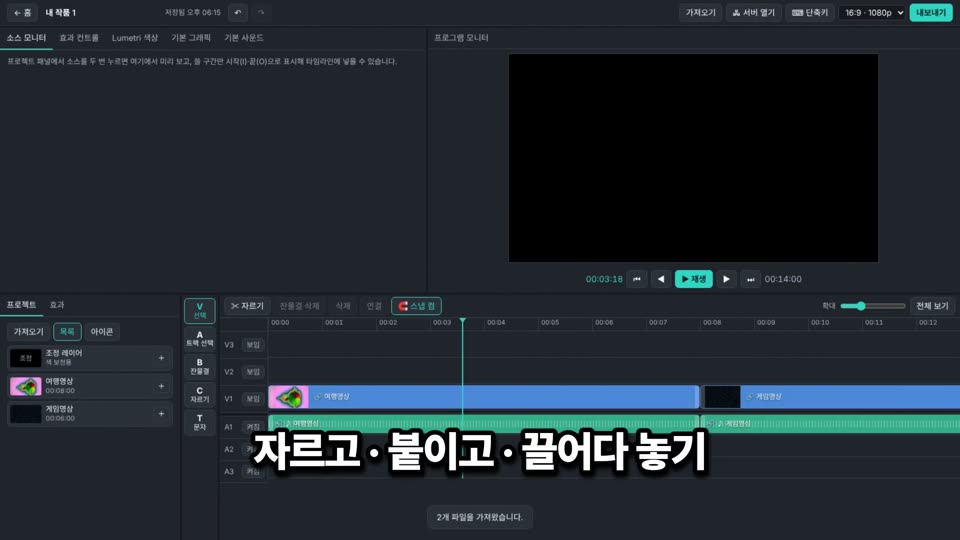 ← 홈 내 작품 1 저장됨 오후 06:15 ↶ ↷ 가져오기 서버 열기 단축키 16:9 · 1080p 내보내기
소스 모니터 효과 컨트롤 Lumetri 색상 기본 그래픽 기본 사운드 프로그램 모니터
프로젝트 패널에서 소스를 두 번 누르면 여기에서 미리 보고, 쓸 구간만 시작(I)·끝(O)으로 표시해 타임라인에 넣을 수 있습니다.
00:03:18 ▶ 재생 00:14:00
프로젝트 효과
가져오기 목록 아이콘
조정 조정 레이어 +
색 보정용
여행영상 +
00:08:00
게임영상 +
00:06:00
V
선택
A
트랙 선택
B
잔물결
C
자르기
T
문자
자르기 잔물결 삭제 삭제 연결 스냅 켬 확대 전체 보기
00:00 00:01 00:02 00:03 00:04 00:05 00:06 00:07 00:08 00:09 00:10 00:11 00:12
V3 보임
V2 보임
V1 보임 여행영상 게임영상
A1 켜짐 여행영상 게임영상
A2 켜짐
A3 켜짐
자르고 · 붙이고 · 끌어다 놓기
2개 파일을 가져왔습니다.